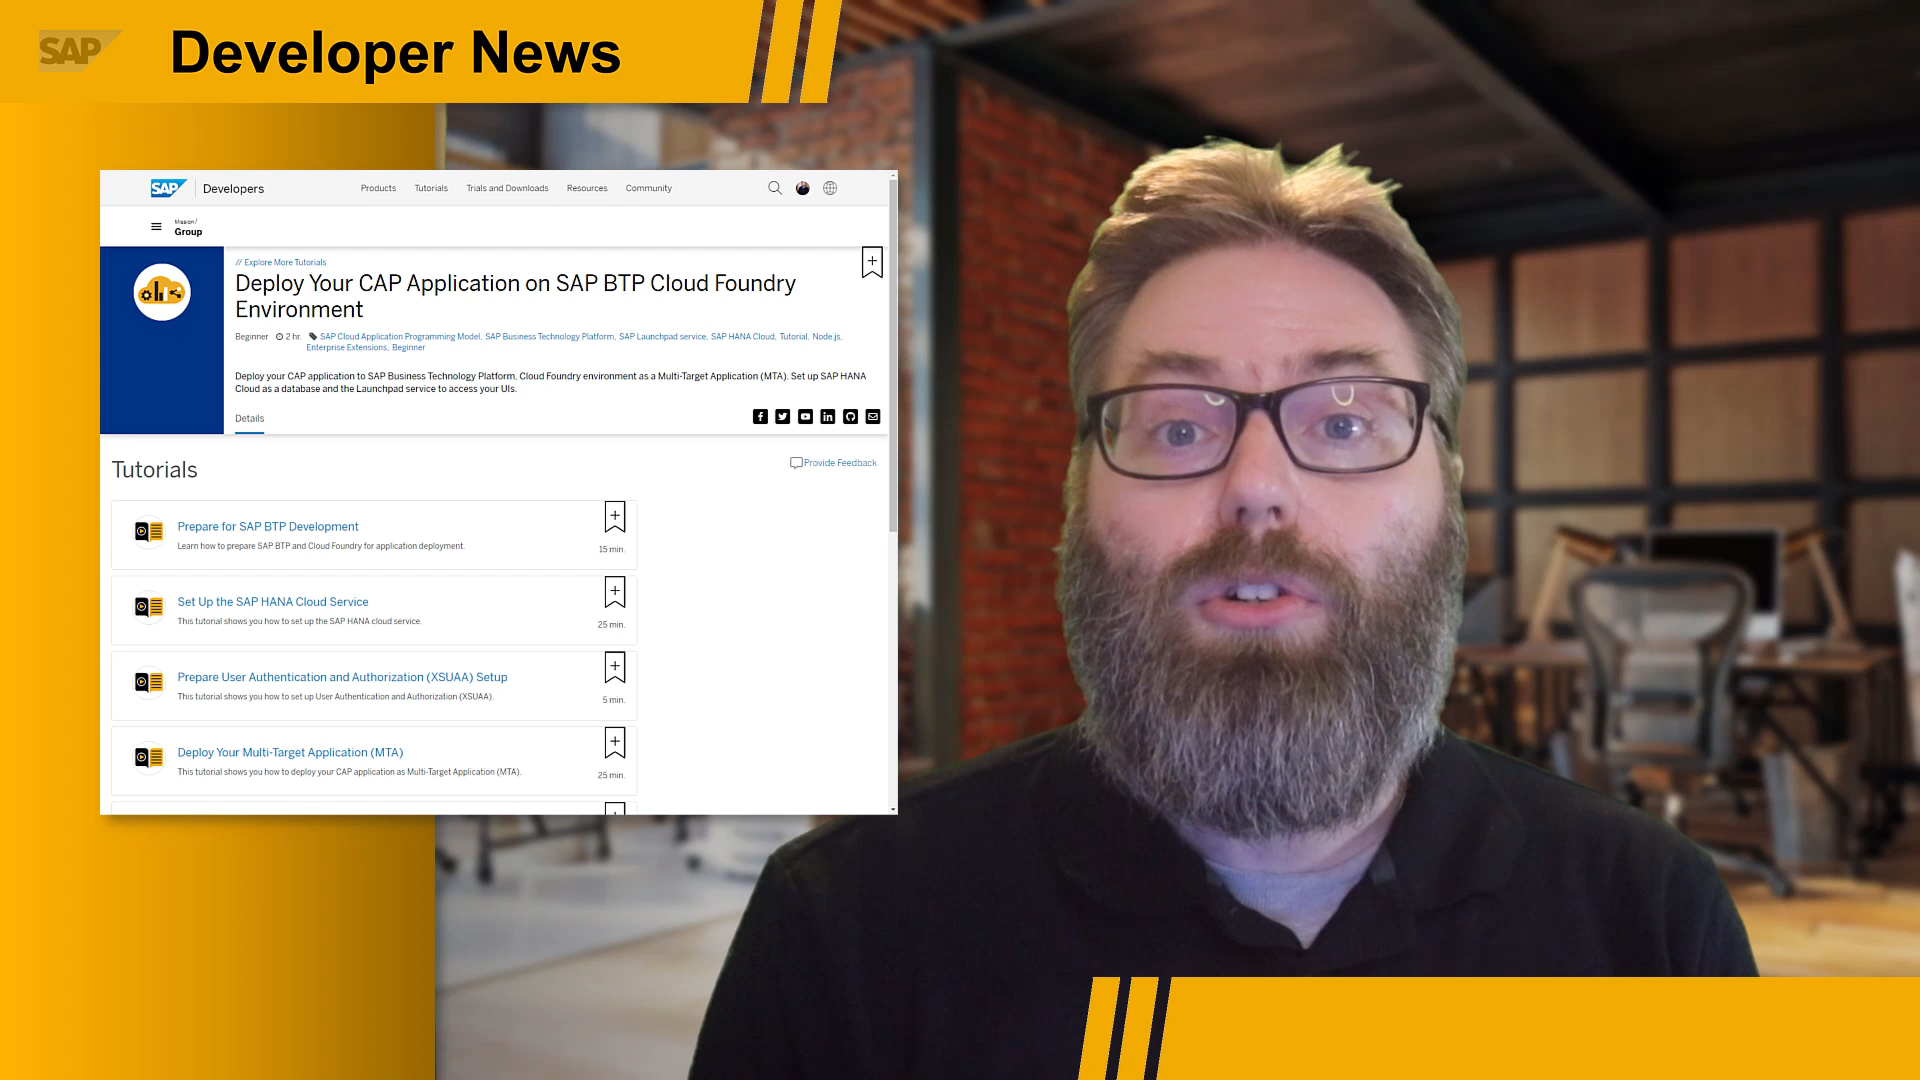 SAP Developer News
SAP Developers Products Tutorials Trials and Downloads Resources Community
Mission /
Group
// Explore More Tutorials
Deploy Your CAP Application on SAP BTP Cloud Foundry
Environment
Beginner 2 hr. SAP Cloud Application Programming Model, SAP Business Technology Platform, SAP Launchpad service, SAP HANA Cloud, Tutorial, Node.js,
Enterprise Extensions, Beginner
Deploy your CAP application to SAP Business Technology Platform, Cloud Foundry environment as a Multi-Target Application (MTA). Set up SAP HANA
Cloud as a database and the Launchpad service to access your UIs.
Details
Tutorials
Provide Feedback
Prepare for SAP BTP Development
Learn how to prepare SAP BTP and Cloud Foundry for application deployment.
15 min.
Set Up the SAP HANA Cloud Service
This tutorial shows you how to set up the SAP HANA cloud service.
25 min.
Prepare User Authentication and Authorization (XSUAA) Setup
This tutorial shows you how to set up User Authentication and Authorization (XSUAA).
5 min.
Deploy Your Multi-Target Application (MTA)
This tutorial shows you how to deploy your CAP application as Multi-Target Application (MTA).
25 min.